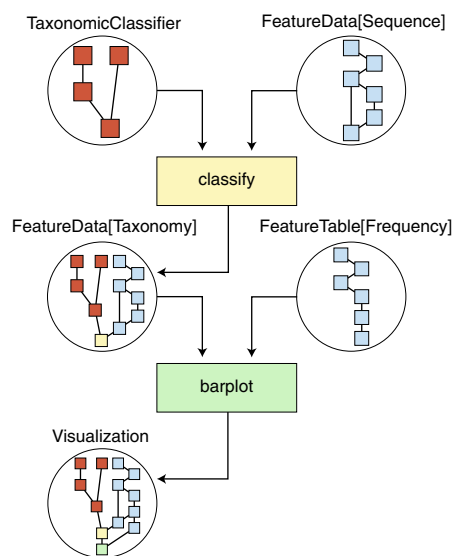 TaxonomicClassifier
FeatureData[Sequence]
classify
FeatureData[Taxonomy]
FeatureTable[Frequency]
barplot
Visualization